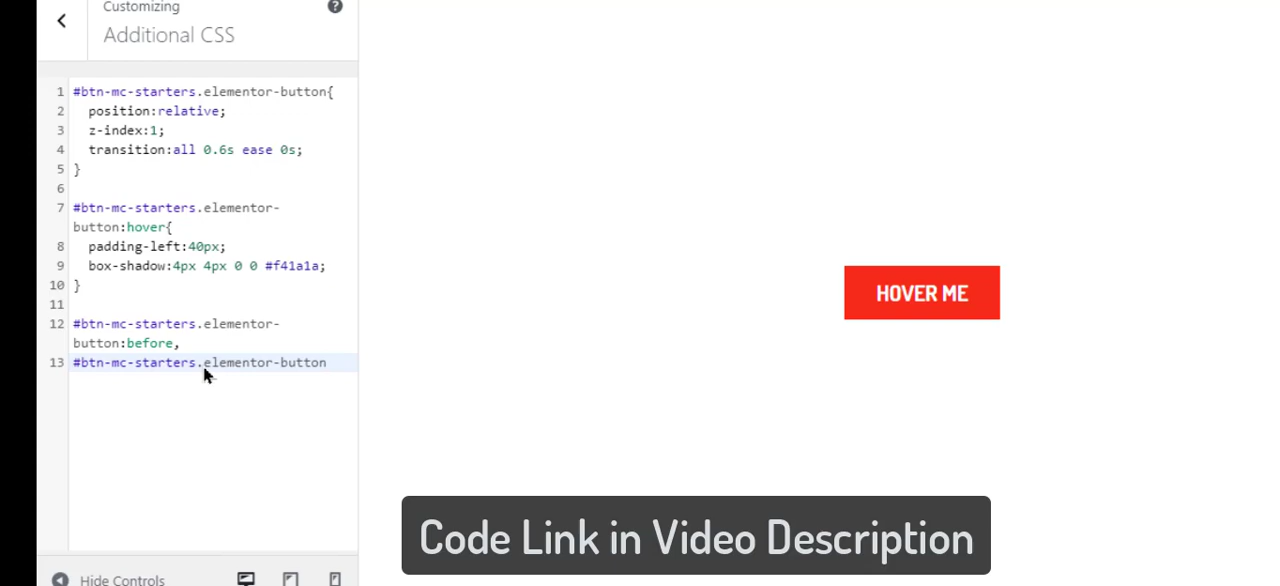 Customizing
Additional CSS
1 #btn-mc-starters.elementor-button{
2 position:relative;
3 z-index:1;
4 transition:all 0.6s ease 0s;
5 }
6
7 #btn-mc-starters.elementor-
button:hover{
8 padding-left:40px;
9 box-shadow:4px 4px 0 0 #f41a1a;
10 }
11
12 #btn-mc-starters.elementor-
button:before,
13 #btn-mc-starters.elementor-button
HOVER ME
Code Link in Video Description
Hide Controls